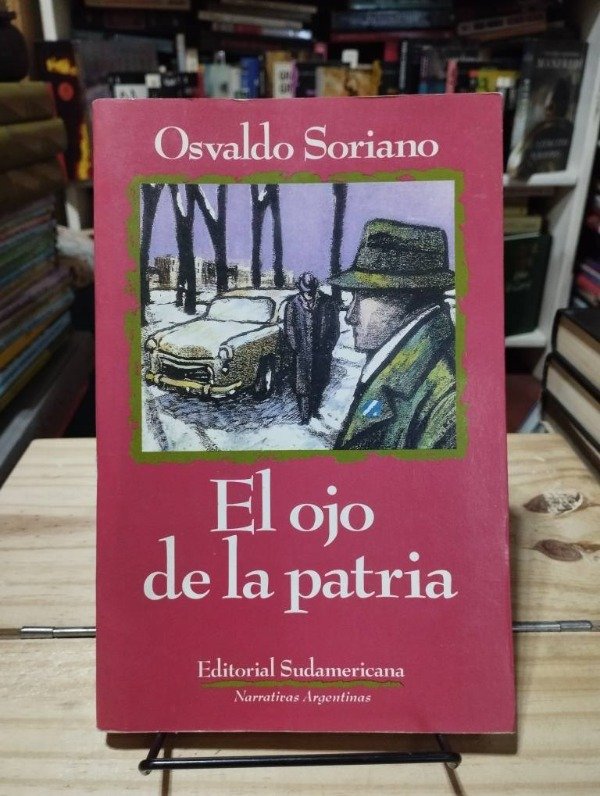 Osvaldo Soriano
El ojo
de la patria
Editorial Sudamericana
Narrativas Argentinas